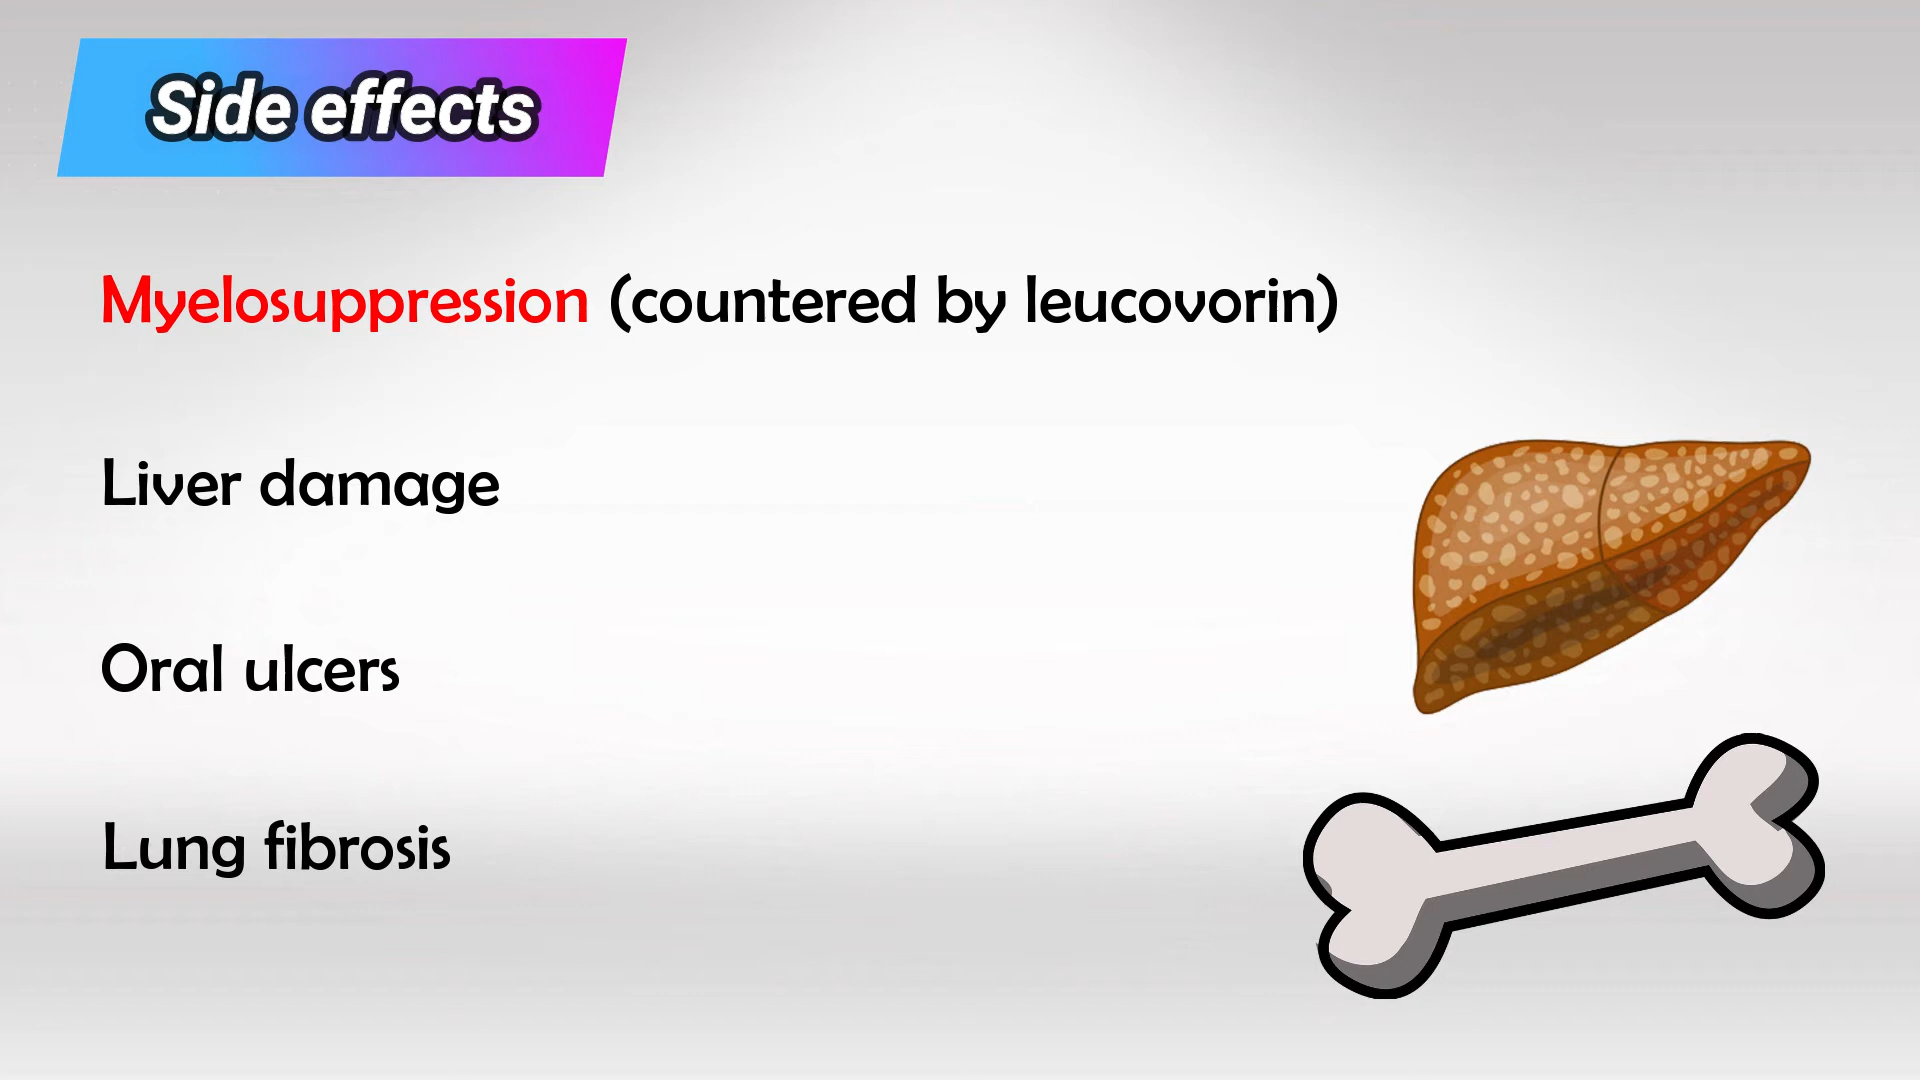 Side effects
Myelosuppression (countered by leucovorin)
Liver damage
Oral ulcers
Lung fibrosis